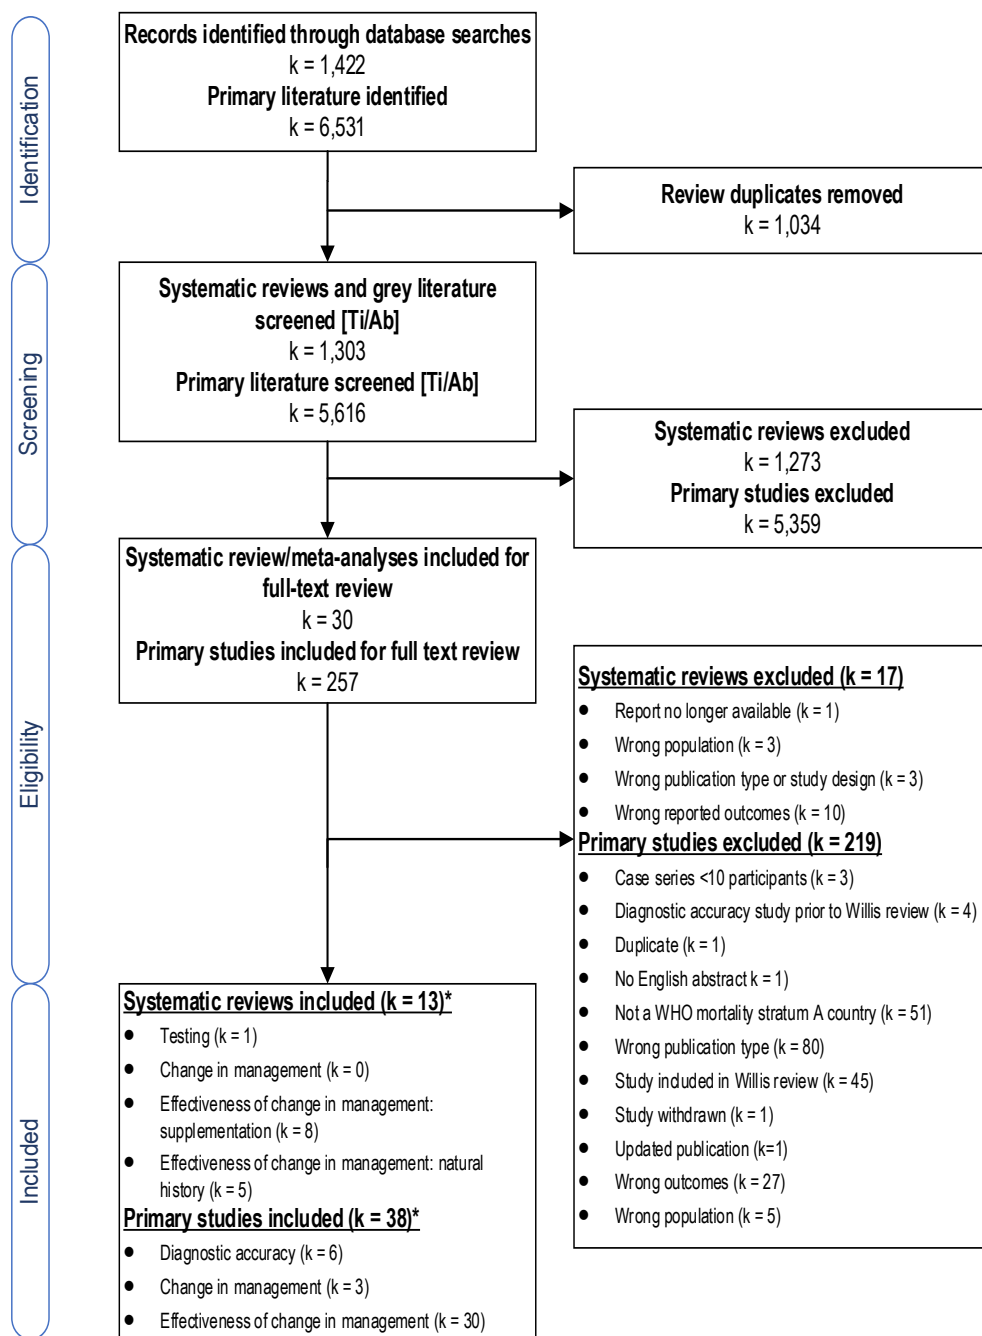 Identification
Records identified through database searches
k = 1,422
Primary literature identified
k = 6,531
Review duplicates removed
k = 1,034
Screening
Systematic reviews and grey literature
screened [Ti/Ab]
k = 1,303
Primary literature screened [Ti/Ab]
k = 5,616
Systematic reviews excluded
k = 1,273
Primary studies excluded
k = 5,359
Eligibility
Systematic review/meta-analyses included for
full-text review
k = 30
Primary studies included for full text review
k = 257
Systematic reviews excluded (k = 17)
• Report no longer available (k = 1)
• Wrong population (k = 3)
• Wrong publication type or study design (k = 3)
• Wrong reported outcomes (k = 10)
Primary studies excluded (k = 219)
• Case series <10 participants (k = 3)
• Diagnostic accuracy study prior to Willis review (k = 4)
• Duplicate (k = 1)
• No English abstract k = 1)
• Not a WHO mortality stratum A country (k = 51)
• Wrong publication type (k = 80)
• Study included in Willis review (k = 45)
• Study withdrawn (k = 1)
• Updated publication (k=1)
• Wrong outcomes (k = 27)
• Wrong population (k = 5)
Included
Systematic reviews included (k = 13)*
• Testing (k = 1)
• Change in management (k = 0)
• Effectiveness of change in management:
supplementation (k = 8)
• Effectiveness of change in management: natural
history (k = 5)
Primary studies included (k = 38)*
• Diagnostic accuracy (k = 6)
• Change in management (k = 3)
• Effectiveness of change in management (k = 30)